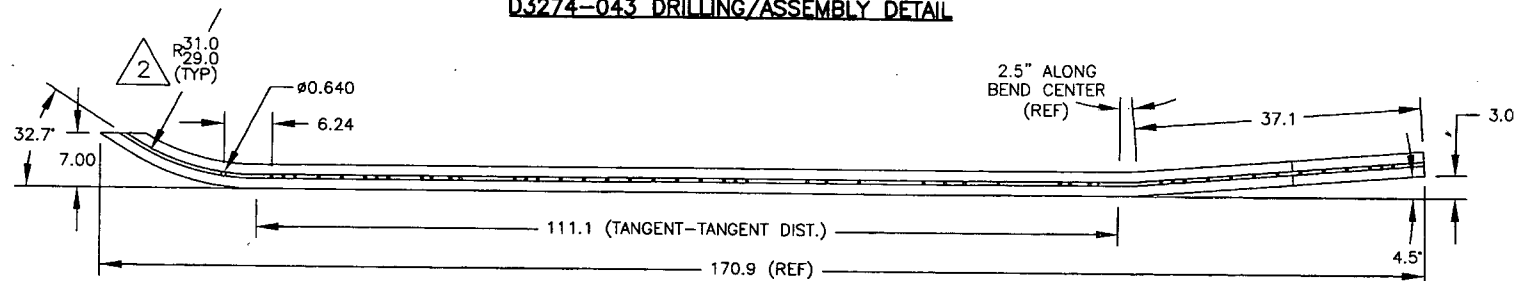 D3274-043 DRILLING/ASSEMBLY DETAIL
2
R31.0
29.0
(TYP)
ø0.640
2.5" ALONG
BEND CENTER
(REF)
6.24
37.1
3.0
32.7°
7.00
111.1 (TANGENT-TANGENT DIST.)
4.5°
170.9 (REF)